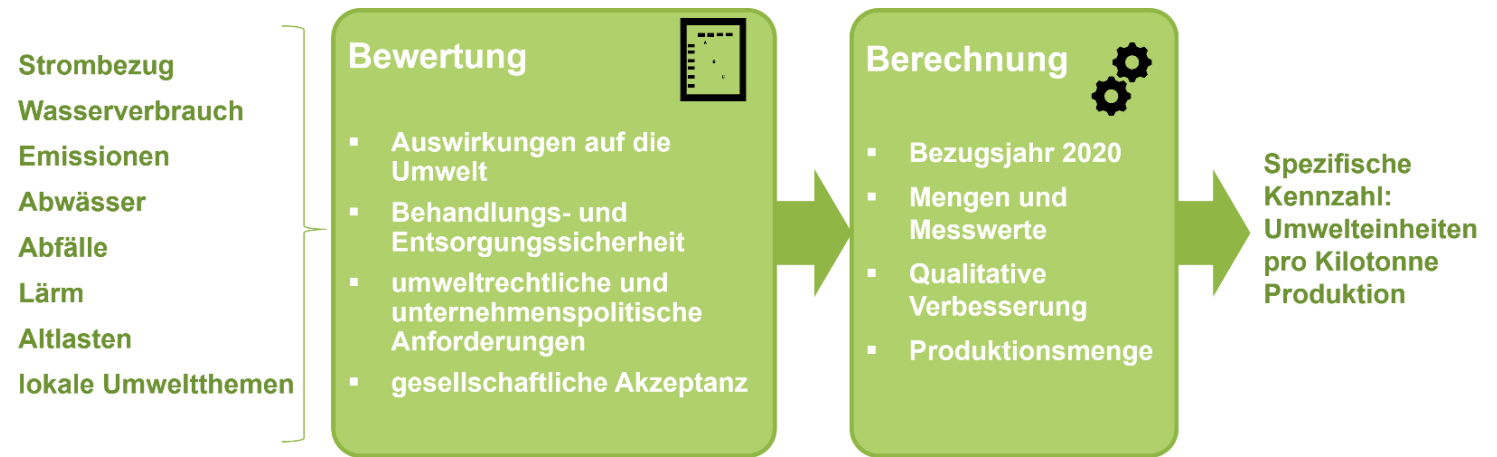 Strombezug
Wasserverbrauch
Emissionen
Abwässer
Abfälle
Lärm
Altlasten
lokale Umweltthemen
Bewertung
▪ Auswirkungen auf die
Umwelt
▪ Behandlungs- und
Entsorgungssicherheit
▪ umweltrechtliche und
unternehmenspolitische
Anforderungen
▪ gesellschaftliche Akzeptanz
Berechnung
▪ Bezugsjahr 2020
▪ Mengen und
Messwerte
▪ Qualitative
Verbesserung
▪ Produktionsmenge
Spezifische
Kennzahl:
Umwelteinheiten
pro Kilotonne
Produktion